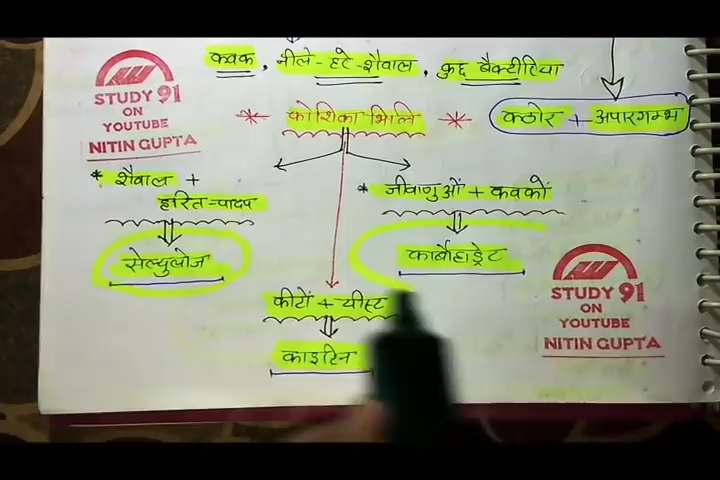 कवक, नीले-हरे-शैवाल, कुछ बैक्टीरिया
कठोर + अपारगम्भ
* कोशिका भित्ति *
STUDY 91
ON
YOUTUBE
NITIN GUPTA
* शैवाल +
हरित-पादप
सेल्युलोज
* जीवाणुओं + कवकों
कार्बोहाड्रेट
कीटों + यीस्ट
काइटिन
STUDY 91
ON
YOUTUBE
NITIN GUPTA